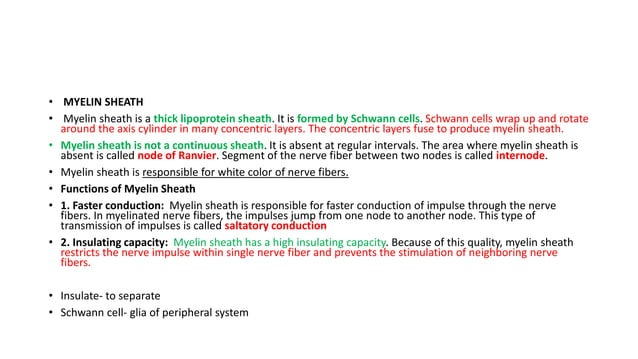 • MYELIN SHEATH
• Myelin sheath is a thick lipoprotein sheath. It is formed by Schwann cells. Schwann cells wrap up and rotate
around the axis cylinder in many concentric layers. The concentric layers fuse to produce myelin sheath.
• Myelin sheath is not a continuous sheath. It is absent at regular intervals. The area where myelin sheath is
absent is called node of Ranvier. Segment of the nerve fiber between two nodes is called internode.
• Myelin sheath is responsible for white color of nerve fibers.
• Functions of Myelin Sheath
• 1. Faster conduction: Myelin sheath is responsible for faster conduction of impulse through the nerve
fibers. In myelinated nerve fibers, the impulses jump from one node to another node. This type of
transmission of impulses is called saltatory conduction
• 2. Insulating capacity: Myelin sheath has a high insulating capacity. Because of this quality, myelin sheath
restricts the nerve impulse within single nerve fiber and prevents the stimulation of neighboring nerve
fibers.
• Insulate- to separate
• Schwann cell- glia of peripheral system